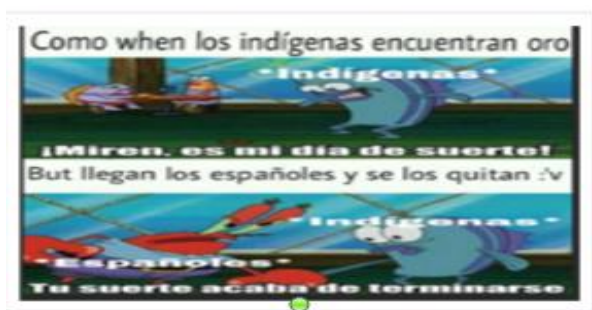 Como when los indígenas encuentran oro
*Indígenas*
¡Miren, es mi día de suerte!
But llegan los españoles y se los quitan :'v
*Indígenas*
*Españoles*
Tu suerte acaba de terminarse